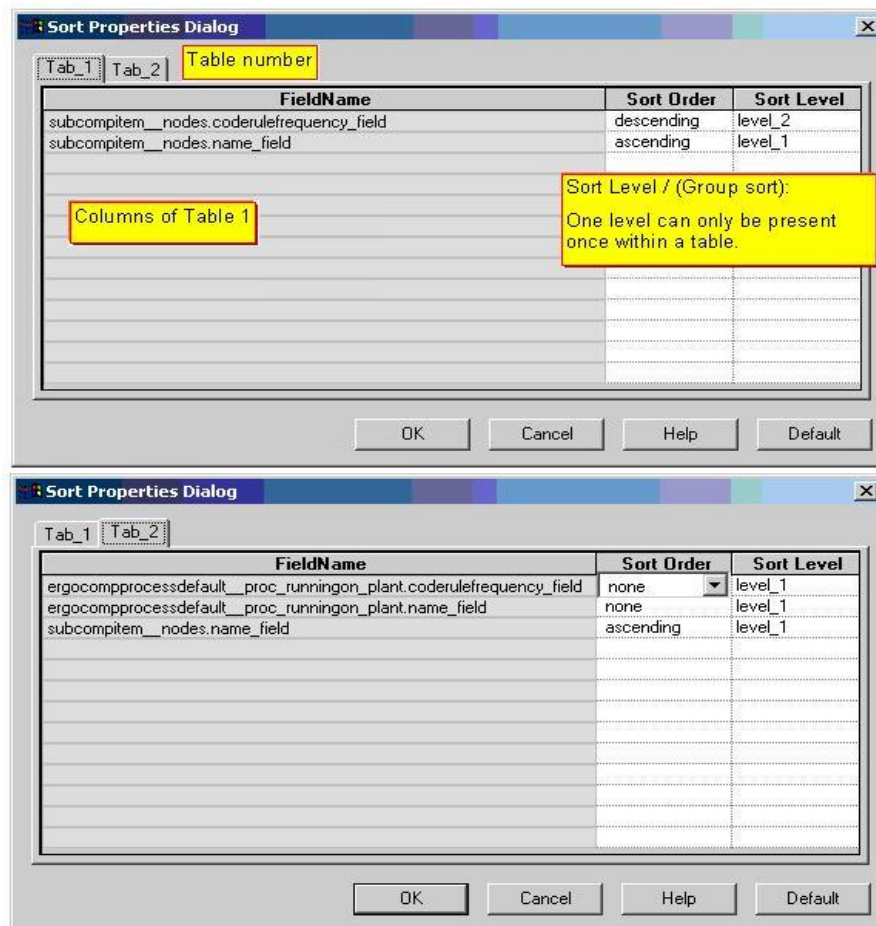 Sort Properties Dialog
Tab_1 Tab_2 Table number
FieldName Sort Order Sort Level
subcompitem__nodes.coderulefrequency_field descending level_2
subcompitem__nodes.name_field ascending level_1
Columns of Table 1
Sort Level / (Group sort):
One level can only be present
once within a table.
OK Cancel Help Default
Sort Properties Dialog
Tab_1 Tab_2
FieldName Sort Order Sort Level
ergocompprocessdefault__proc_runningon_plant.coderulefrequency_field none level_1
ergocompprocessdefault__proc_runningon_plant.name_field none level_1
subcompitem__nodes.name_field ascending level_1
OK Cancel Help Default